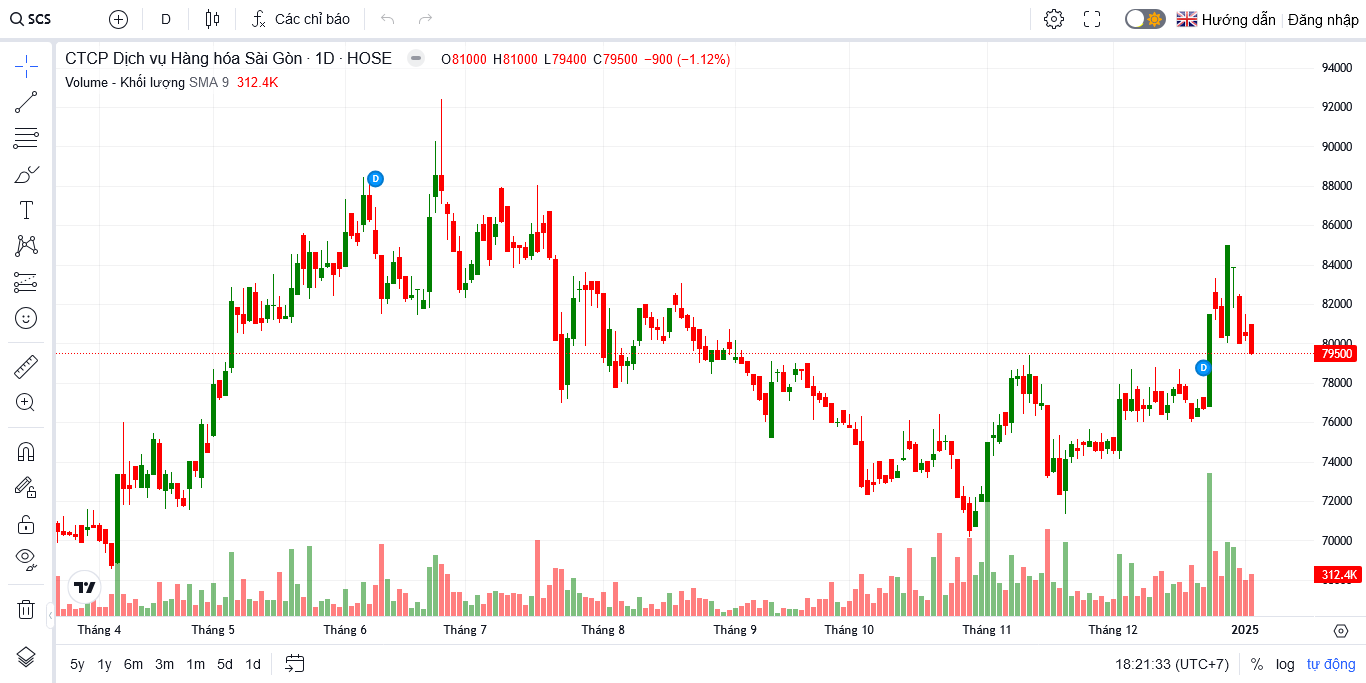 SCS D Các chỉ báo Hướng dẫn Đăng nhập
CTCP Dịch vụ Hàng hóa Sài Gòn · 1D · HOSE O81000 H81000 L79400 C79500 −900 (−1.12%)
Volume - Khối lượng SMA 9 312.4K
94000
92000
90000
D
88000
86000
84000
82000
80000
79500
D
78000
76000
74000
72000
70000
312.4K
Tháng 4 Tháng 5 Tháng 6 Tháng 7 Tháng 8 Tháng 9 Tháng 10 Tháng 11 Tháng 12 2025
5y 1y 6m 3m 1m 5d 1d 18:21:33 (UTC+7) % log tự động